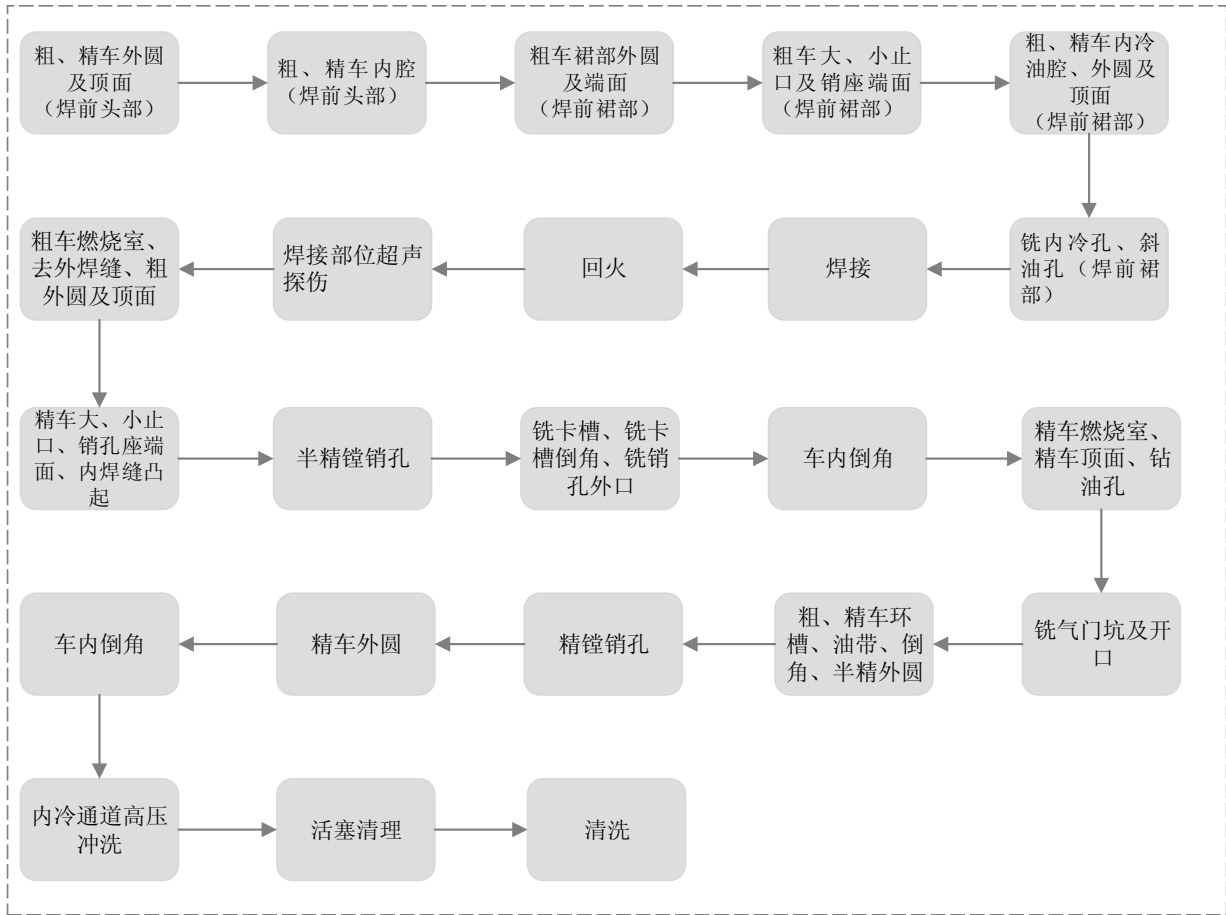 粗、精车外圆
及顶面
（焊前头部）
粗、精车内腔
（焊前头部）
粗车裙部外圆
及端面
（焊前裙部）
粗车大、小止
口及销座端面
（焊前裙部）
粗、精车内冷
油腔、外圆及
顶面
（焊前裙部）
铣内冷孔、斜
油孔（焊前裙
部）
焊接
回火
焊接部位超声
探伤
粗车燃烧室、
去外焊缝、粗
外圆及顶面
精车大、小止
口、销孔座端
面、内焊缝凸
起
半精镗销孔
铣卡槽、铣卡
槽倒角、铣销
孔外口
车内倒角
精车燃烧室、
精车顶面、钻
油孔
铣气门坑及开
口
粗、精车环
槽、油带、倒
角、半精外圆
精镗销孔
精车外圆
车内倒角
内冷通道高压
冲洗
活塞清理
清洗